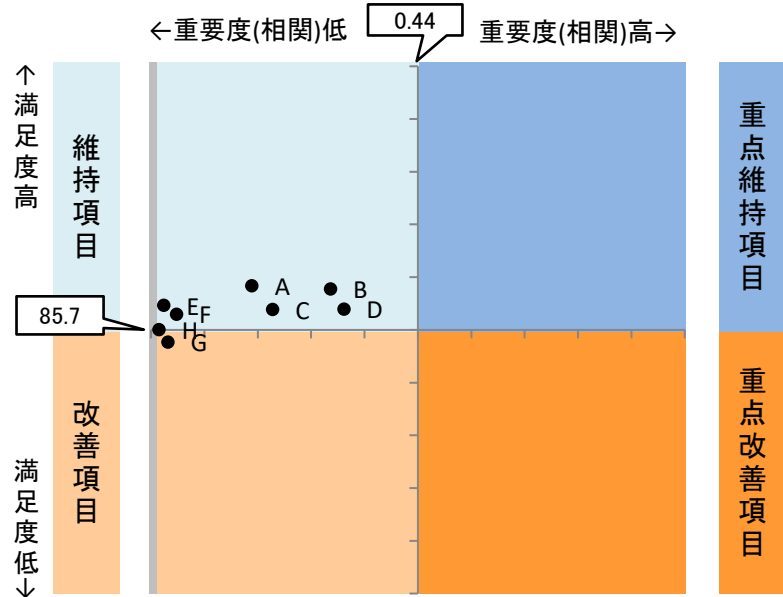 ←重要度(相関)低
0.44
重要度(相関)高→
↑満足度高
維持項目
重点維持項目
A
B
C
D
E
F
H
G
85.7
改善項目
重点改善項目
満足度低↓